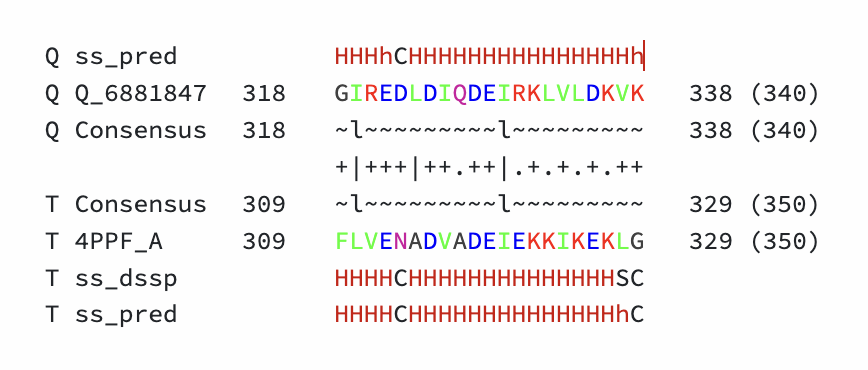 Q ss_pred HHHhCHHHHHHHHHHHHHHHh
Q Q_6881847 318 GIREDLDIQDEIRKLVLDKVK 338 (340)
Q Consensus 318 ~l~~~~~~~~~l~~~~~~~~~~ 338 (340)
+|+++|++.++|.+.+.+.++
T Consensus 309 ~l~~~~~~~~~l~~~~~~~~~~ 329 (350)
T 4PPF_A 309 FLVENADVADEIEKKIKEKLG 329 (350)
T ss_dssp HHHHCHHHHHHHHHHHHHHSC
T ss_pred HHHHCHHHHHHHHHHHHHHhC